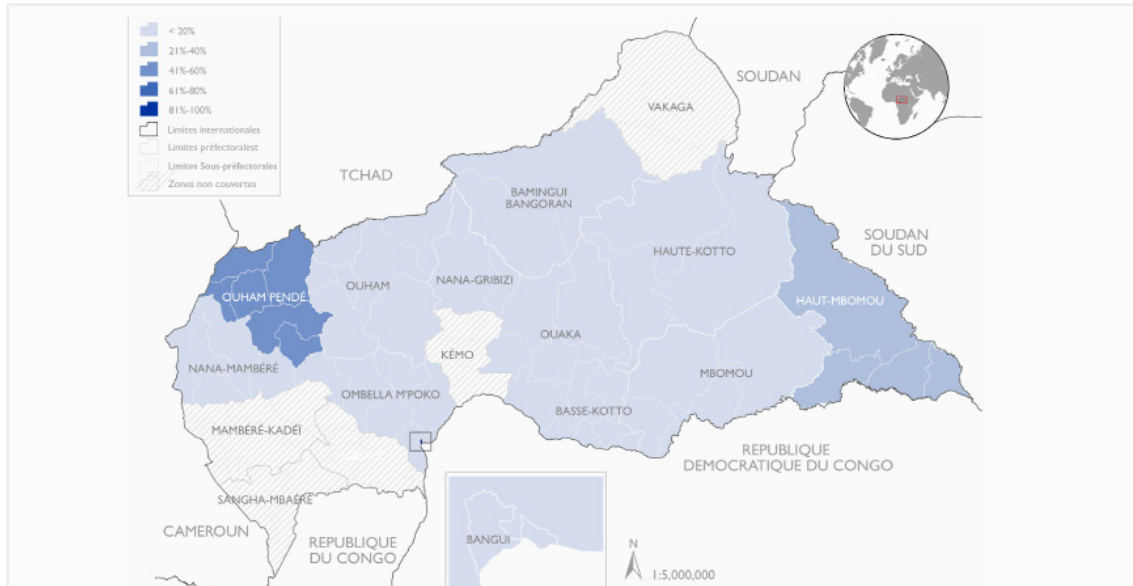 < 20%
21%-40%
41%-60%
61%-80%
81%-100%
Limites internationales
Limites préfectoralest
Limites Sous-préfectorales
Zones non couvertes
SOUDAN
VAKAGA
TCHAD
BAMINGUI
BANGORAN
SOUDAN
DU SUD
HAUTE-KOTTO
OUHAM PENDÉ
OUHAM
NANA-GRIBIZI
HAUT-MBOMOU
OUAKA
KÉMO
NANA-MAMBÉRÉ
MBOMOU
OMBELLA M'POKO
BASSE-KOTTO
MAMBÉRÉ-KADÉÏ
REPUBLIQUE
DEMOCRATIQUE DU CONGO
SANGHA-MBAÉRÉ
CAMEROUN
REPUBLIQUE
DU CONGO
BANGUI
N
1:5,000,000